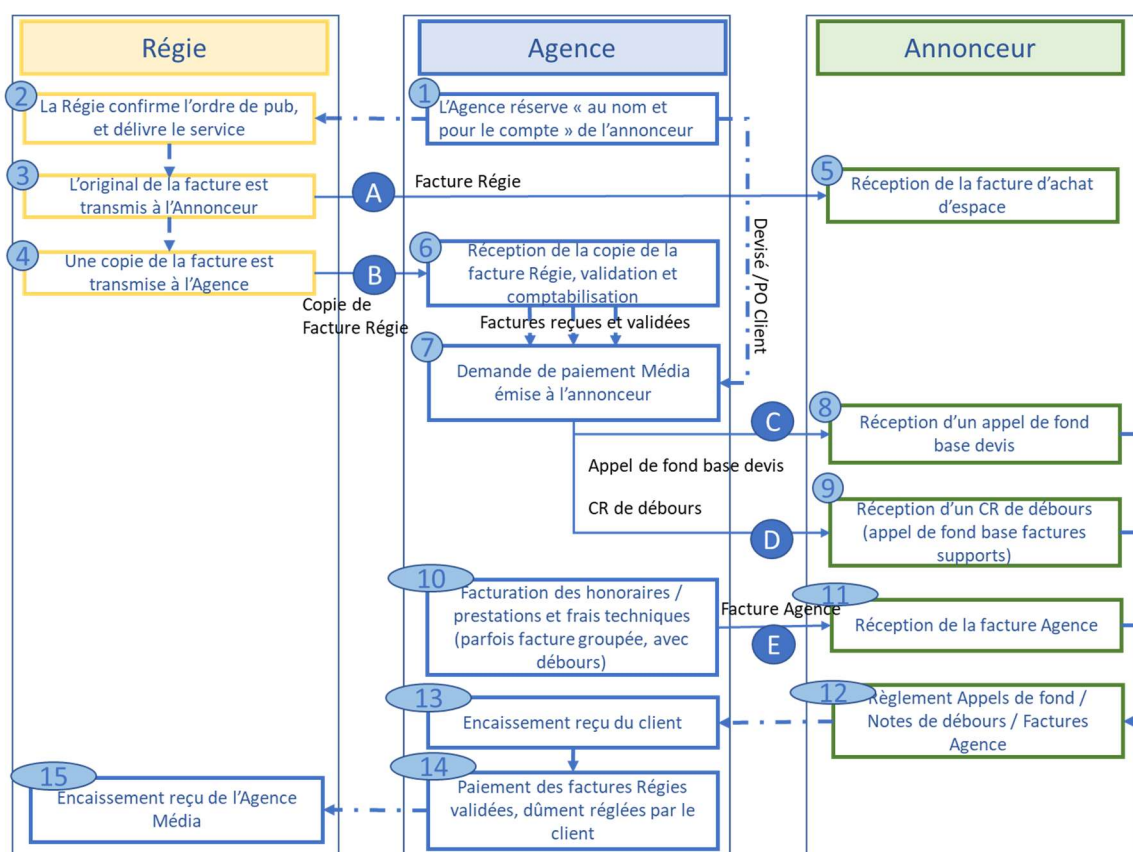 Régie
Agence
Annonceur
2
La Régie confirme l'ordre de pub,
et délivre le service
1
L'Agence réserve « au nom et
pour le compte » de l'annonceur
3
L'original de la facture est
transmis à l'Annonceur
A
Facture Régie
5
Réception de la facture d'achat
d'espace
4
Une copie de la facture est
transmise à l'Agence
B
Copie de
Facture Régie
6
Réception de la copie de la
facture Régie, validation et
comptabilisation
Devisé /PO Client
Factures reçues et validées
7
Demande de paiement Média
émise à l'annonceur
C
Appel de fond base devis
8
Réception d'un appel de fond
base devis
CR de débours
D
9
Réception d'un CR de débours
(appel de fond base factures
supports)
10
Facturation des honoraires /
prestations et frais techniques
(parfois facture groupée, avec
débours)
Facture Agence
E
11
Réception de la facture Agence
12
Règlement Appels de fond /
Notes de débours / Factures
Agence
13
Encaissement reçu du client
14
Paiement des factures Régies
validées, dûment réglées par le
client
15
Encaissement reçu de l'Agence
Média